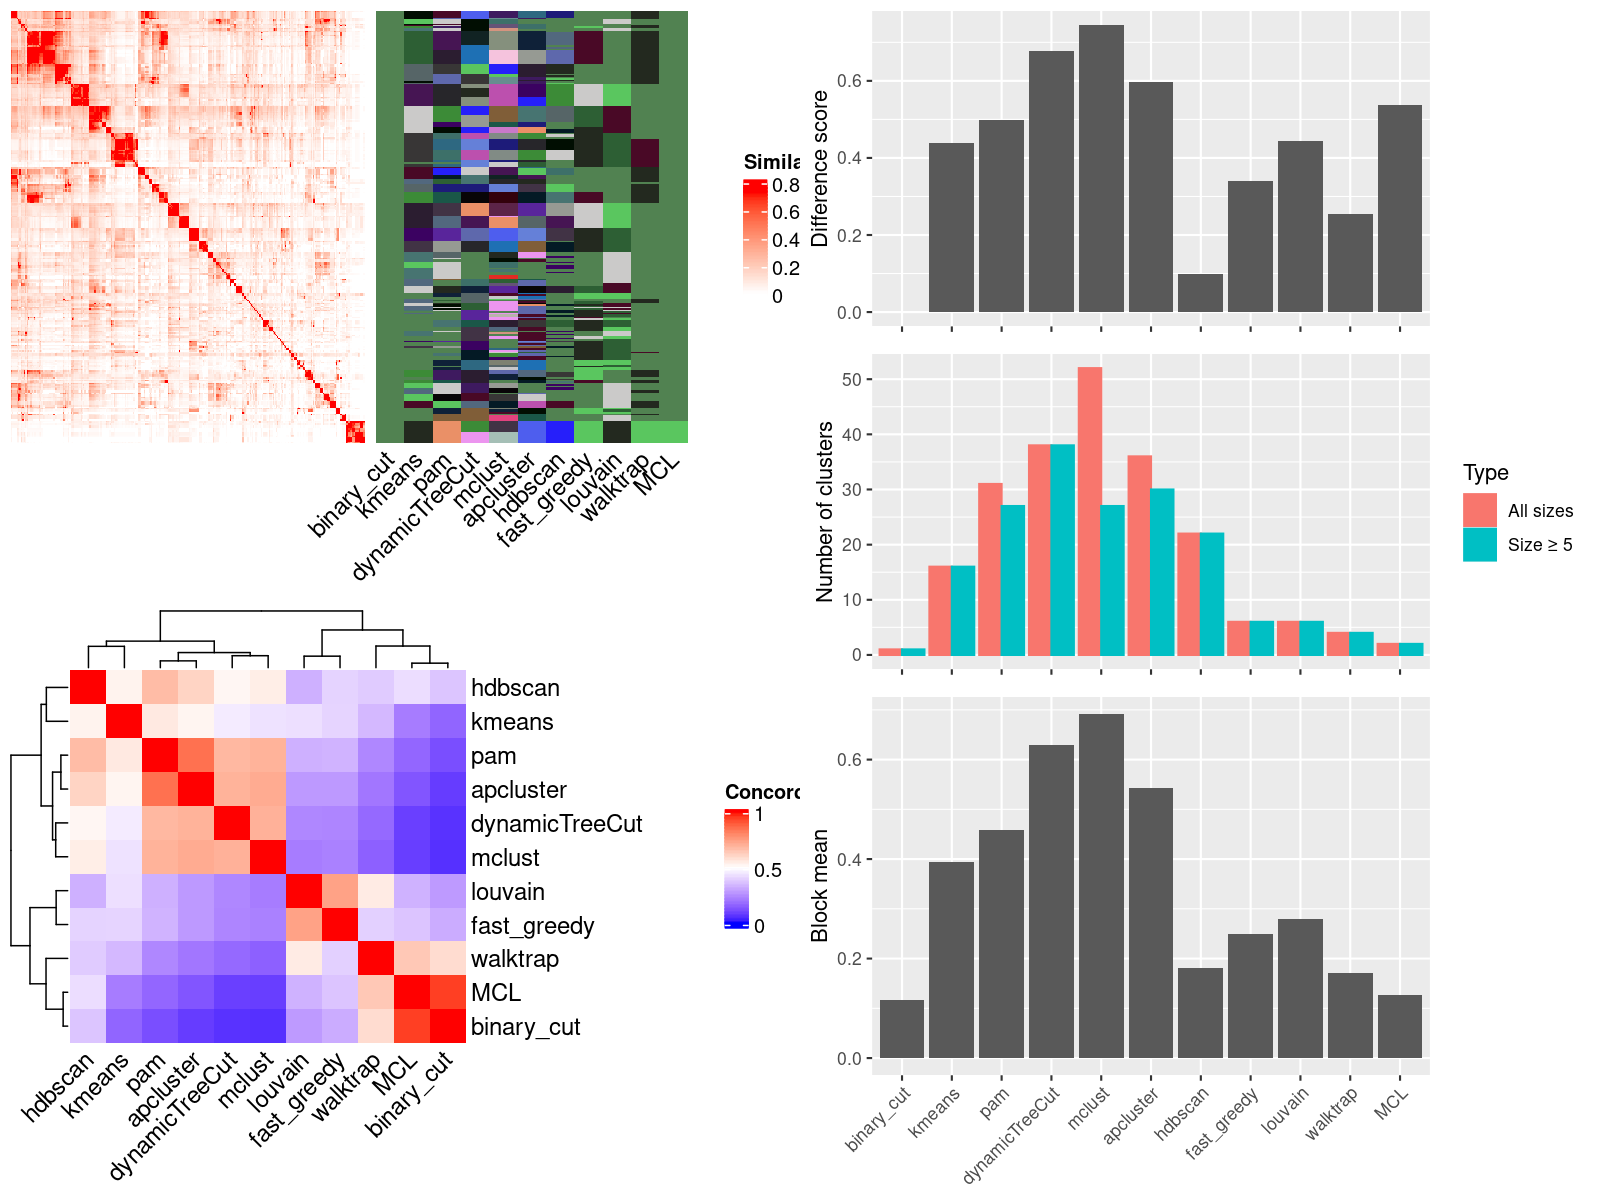 Simila
0.8
0.6
0.4
0.2
0
binary_cut
kmeans
pam
dynamicTreeCut
mclust
apcluster
hdbscan
fast_greedy
louvain
walktrap
MCL
Difference score
0.6
0.4
0.2
0.0
Number of clusters
50
40
30
20
10
0
Type
All sizes
Size ≥ 5
hdbscan
kmeans
pam
apcluster
dynamicTreeCut
mclust
louvain
fast_greedy
walktrap
MCL
binary_cut
hdbscan
kmeans
pam
apcluster
dynamicTreeCut
mclust
louvain
fast_greedy
walktrap
MCL
binary_cut
Concord
1
0.5
0
Block mean
0.6
0.4
0.2
0.0
binary_cut
kmeans
pam
dynamicTreeCut
mclust
apcluster
hdbscan
fast_greedy
louvain
walktrap
MCL